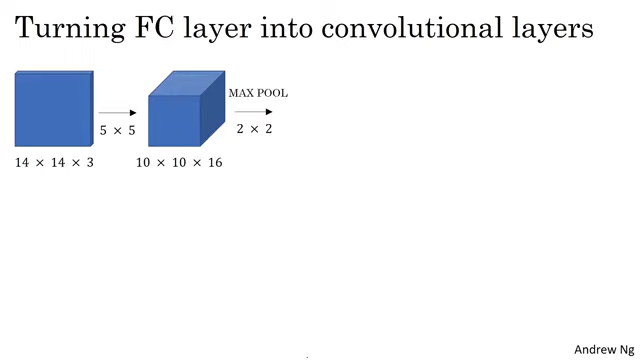 Turning FC layer into convolutional layers
MAX POOL
5 × 5
2 × 2
14 × 14 × 3
10 × 10 × 16
Andrew Ng